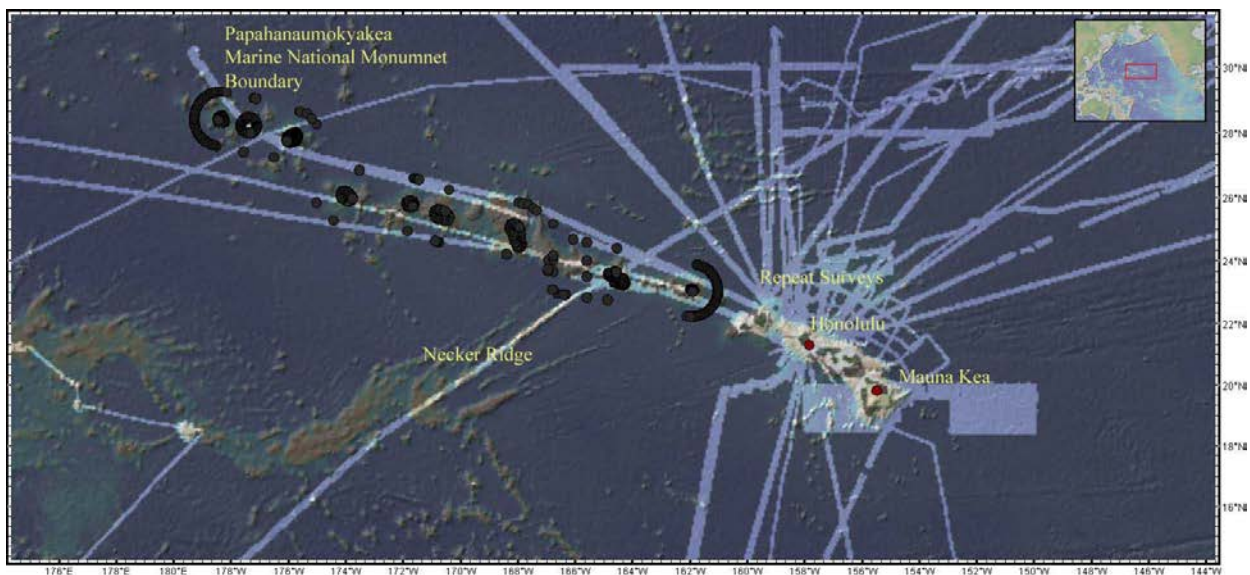 Papahanaumokyakea
Marine National Monumnet
Boundary
30°N
28°N
26°N
24°N
Repeat Surveys
22°N
Honolulu
Necker Ridge
Mauna Kea
20°N
18°N
16°N
176°E 178°E 180°E 178°W 176°W 174°W 172°W 170°W 168°W 166°W 164°W 162°W 160°W 158°W 156°W 154°W 152°W 150°W 148°W 146°W 144°W